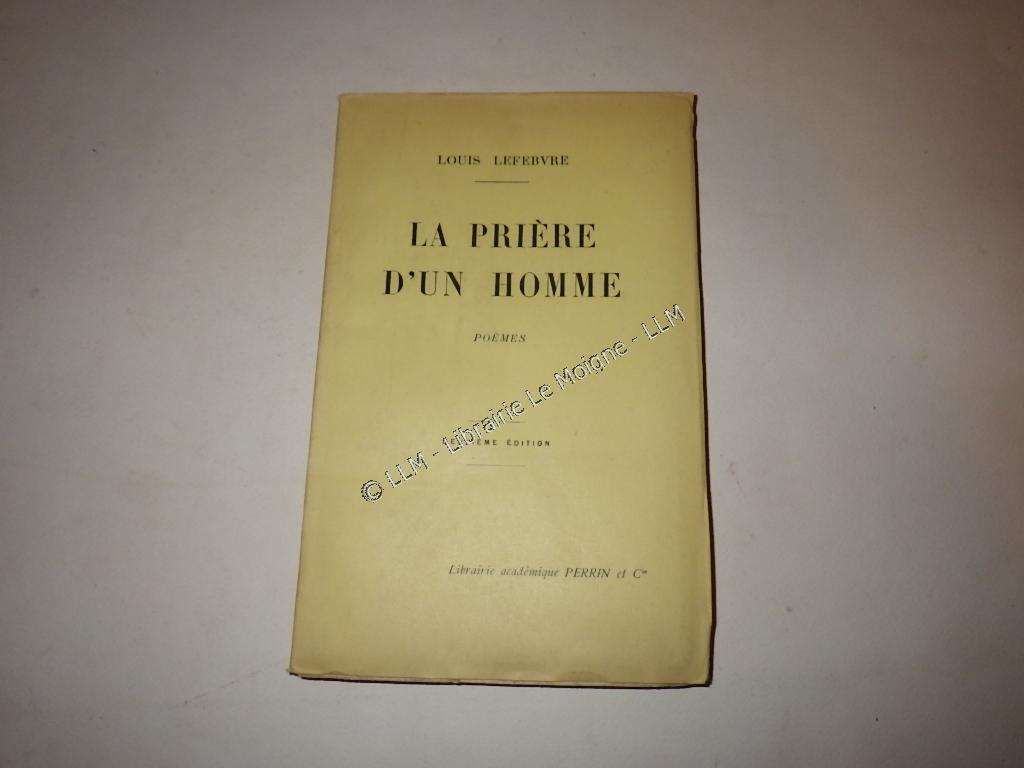 LOUIS LEFEBVRE
LA PRIÈRE
D'UN HOMME
POÈMES
© LLM - Librairie Le Moigne - LLM
ÉDITION
Librairie académique PERRIN et Cie